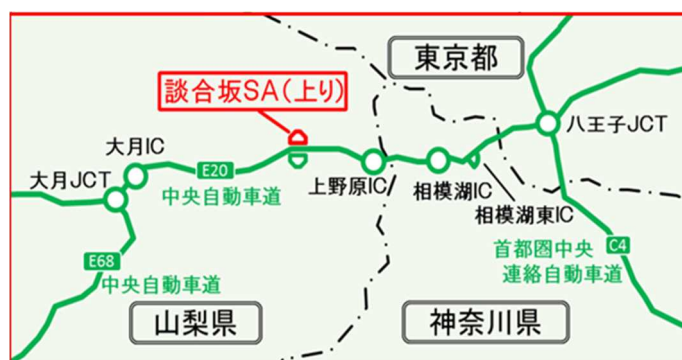 東京都
談合坂SA(上り)
八王子JCT
大月IC
大月JCT
E20
中央自動車道
上野原IC
相模湖IC
相模湖東IC
首都圏中央
連絡自動車道
C4
E68
中央自動車道
山梨県
神奈川県